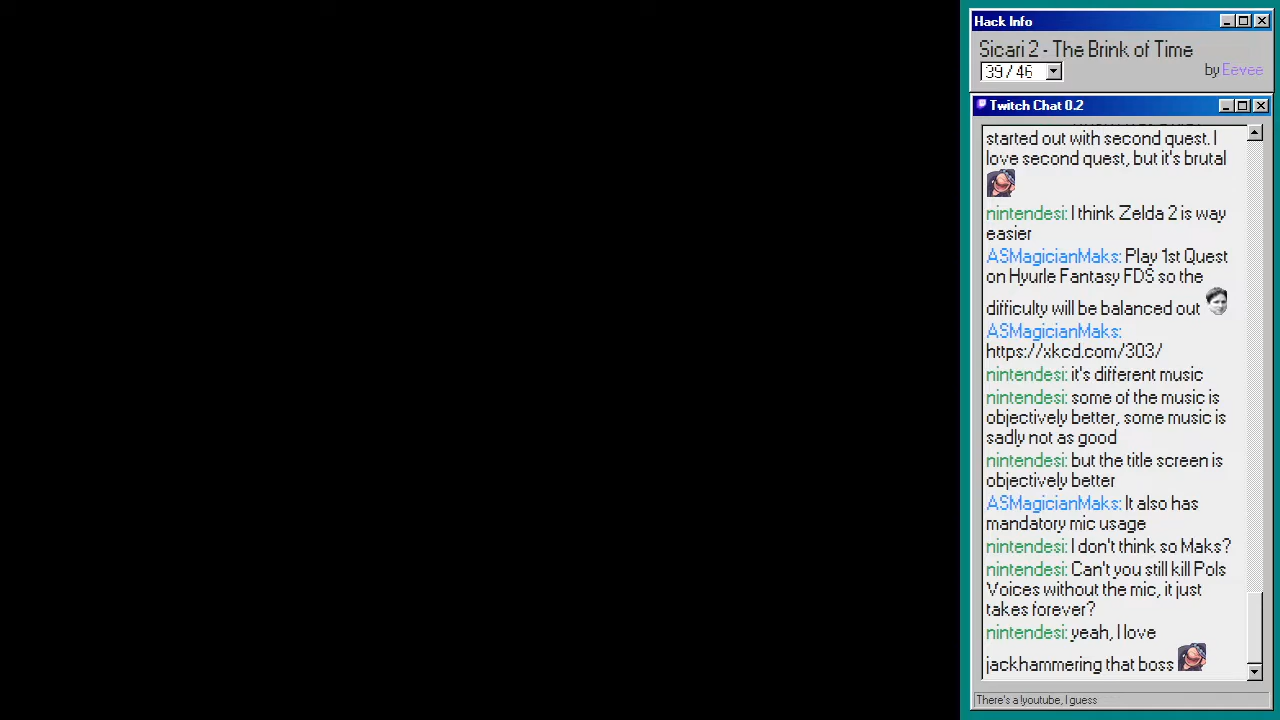 Hack Info
Sicari 2 - The Brink of Time
39 / 46
by Eevee
Twitch Chat 0.2
started out with second quest. I
love second quest, but it's brutal
nintendesi: I think Zelda 2 is way
easier
ASMagicianMaks: Play 1st Quest
on Hyurle Fantasy FDS so the
difficulty will be balanced out
ASMagicianMaks:
https://xkcd.com/303/
nintendesi: it's different music
nintendesi: some of the music is
objectively better, some music is
sadly not as good
nintendesi: but the title screen is
objectively better
ASMagicianMaks: It also has
mandatory mic usage
nintendesi: I don't think so Maks?
nintendesi: Can't you still kill Pols
Voices without the mic, it just
takes forever?
nintendesi: yeah, I love
jackhammering that boss
There's a !youtube, I guess